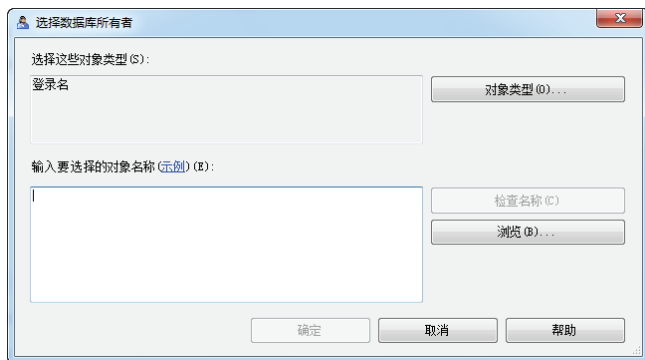 选择数据库所有者
选择这些对象类型(S):
登录名
对象类型(O)...
输入要选择的对象名称(示例)(E):
检查名称(C)
浏览(B)...
确定
取消
帮助